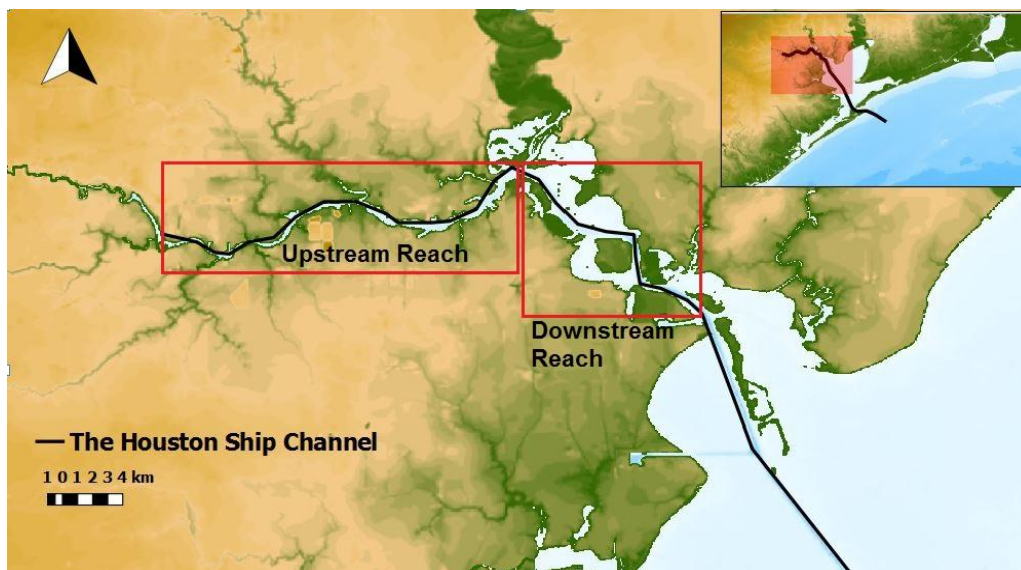 Upstream Reach
Downstream
Reach
The Houston Ship Channel
1 0 1 2 3 4 km